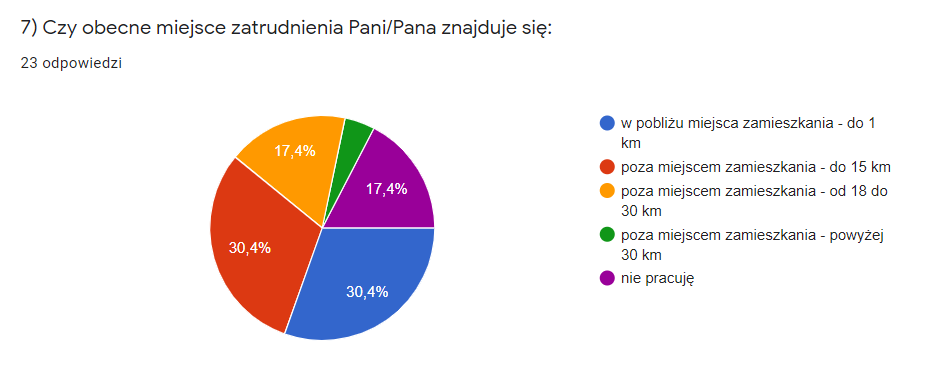 7) Czy obecne miejsce zatrudnienia Pani/Pana znajduje się:
23 odpowiedzi
17,4%
17,4%
30,4%
30,4%
w pobliżu miejsca zamieszkania - do 1
km
poza miejscem zamieszkania - do 15 km
poza miejscem zamieszkania - od 18 do
30 km
poza miejscem zamieszkania - powyżej
30 km
nie pracuję